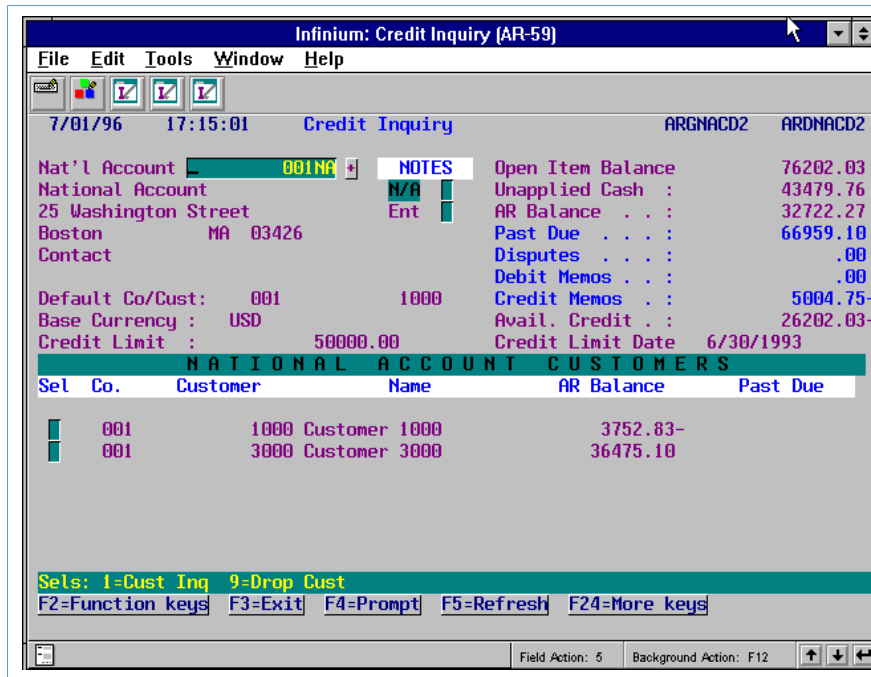 Infinium: Credit Inquiry (AR-59)
File Edit Tools Window Help
7/01/96 17:15:01 Credit Inquiry ARGNACD2 ARDNACD2
Nat'l Account 001NA + NOTES Open Item Balance 76202.03
National Account N/A Unapplied Cash : 43479.76
25 Washington Street Ent AR Balance . . : 32722.27
Boston MA 03426 Past Due . . . : 66959.10
Contact Disputes . . . : .00
Debit Memos . . : .00
Default Co/Cust: 001 1000 Credit Memos . : 5004.75-
Base Currency : USD Avail. Credit . : 26202.03-
Credit Limit : 50000.00 Credit Limit Date 6/30/1993
N A T I O N A L A C C O U N T C U S T O M E R S
Sel Co. Customer Name AR Balance Past Due
001 1000 Customer 1000 3752.83-
001 3000 Customer 3000 36475.10
Sels: 1=Cust Inq 9=Drop Cust
F2=Function keys F3=Exit F4=Prompt F5=Refresh F24=More keys
Field Action: 5 Background Action: F12